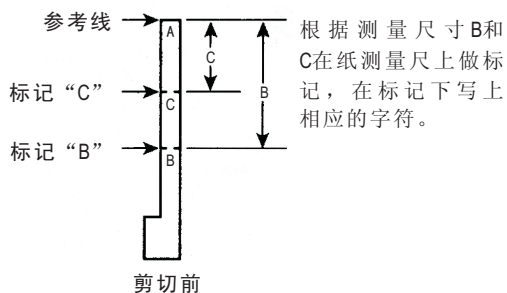 参考线
A
C
根据测量尺寸B和
C在纸测量尺上做标
记，在标记下写上
相应的字符。
标记“C”
C
B
标记“B”
B
剪切前